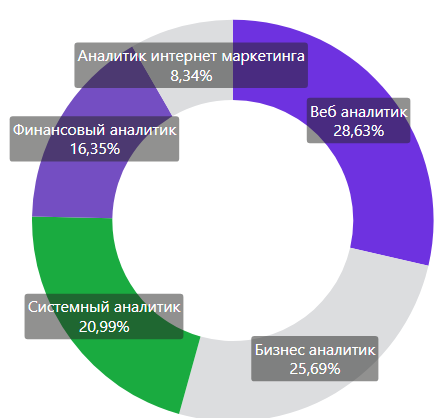 Аналитик интернет маркетинга
8,34%
Веб аналитик
28,63%
Финансовый аналитик
16,35%
Системный аналитик
20,99%
Бизнес аналитик
25,69%